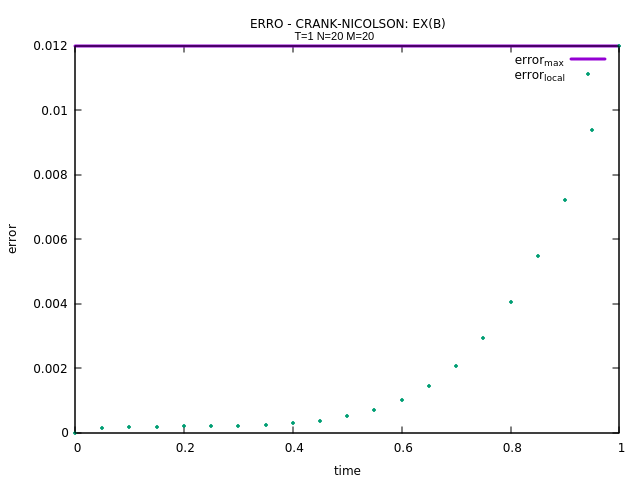 ERRO - CRANK-NICOLSON: EX(B)
T=1 N=20 M=20
0.012
0.01
0.008
0.006
0.004
0.002
0
error
error_max
error_local
0 0.2 0.4 0.6 0.8 1
time